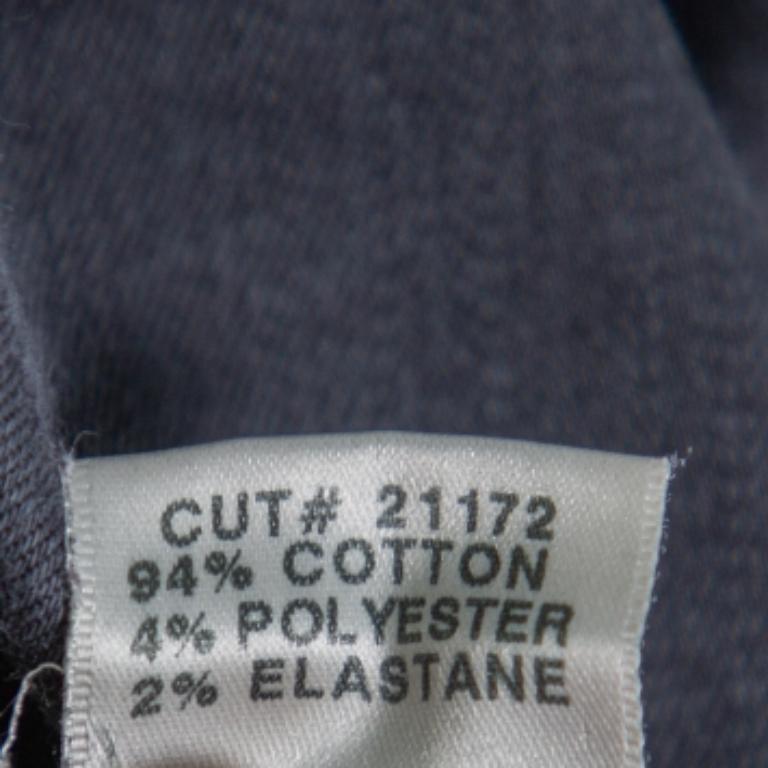 CUT# 21172
94% COTTON
4% POLYESTER
2% ELASTANE